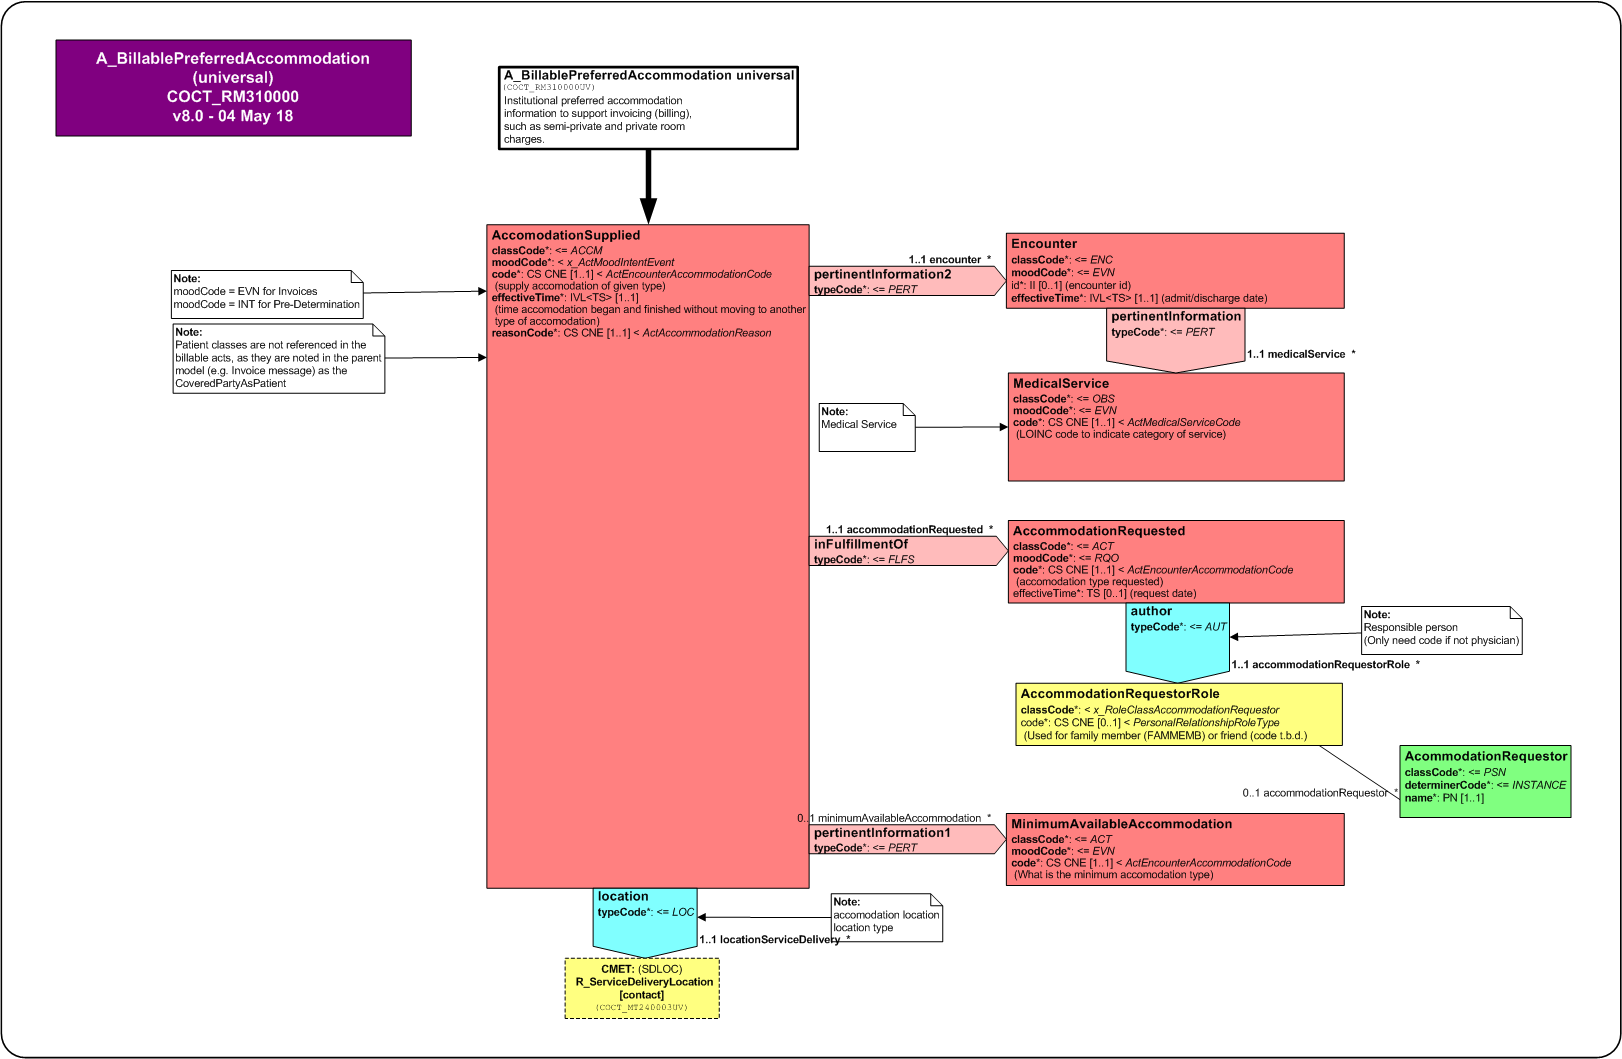 A_BillablePreferredAccommodation
(universal)
COCT_RM310000
v8.0 - 04 May 18
A_BillablePreferredAccommodation universal
(COCT_RM310000UV)
Institutional preferred accommodation
information to support invoicing (billing),
such as semi-private and private room
charges.
Note:
moodCode = EVN for Invoices
moodCode = INT for Pre-Determination
Note:
Patient classes are not referenced in the
billable acts, as they are noted in the parent
model (e.g. Invoice message) as the
CoveredPartyAsPatient
AccomodationSupplied
classCode*: <= ACCM
moodCode*: < x_ActMoodIntentEvent
code*: CS CNE [1..1] < ActEncounterAccommodationCode
(supply accomodation of given type)
effectiveTime*: IVL<TS> [1..1]
(time accomodation began and finished without moving to another
type of accomodation)
reasonCode*: CS CNE [1..1] < ActAccommodationReason
1..1 encounter *
pertinentInformation2
typeCode*: <= PERT
Encounter
classCode*: <= ENC
moodCode*: <= EVN
id*: II [0..1] (encounter id)
effectiveTime*: IVL<TS> [1..1] (admit/discharge date)
pertinentInformation
typeCode*: <= PERT
1..1 medicalService *
MedicalService
classCode*: <= OBS
moodCode*: <= EVN
code*: CS CNE [1..1] < ActMedicalServiceCode
(LOINC code to indicate category of service)
Note:
Medical Service
1..1 accommodationRequested *
inFulfillmentOf
typeCode*: <= FLFS
AccommodationRequested
classCode*: <= ACT
moodCode*: <= RQO
code*: CS CNE [1..1] < ActEncounterAccommodationCode
(accomodation type requested)
effectiveTime*: TS [0..1] (request date)
author
typeCode*: <= AUT
Note:
Responsible person
(Only need code if not physician)
1..1 accommodationRequestorRole *
AccommodationRequestorRole
classCode*: < x_RoleClassAccommodationRequestor
code*: CS CNE [0..1] < PersonalRelationshipRoleType
(Used for family member (FAMMEMB) or friend (code t.b.d.)
AcommodationRequestor
classCode*: <= PSN
determinerCode*: <= INSTANCE
name*: PN [1..1]
0..1 accommodationRequestor *
0..1 minimumAvailableAccommodation *
pertinentInformation1
typeCode*: <= PERT
MinimumAvailableAccommodation
classCode*: <= ACT
moodCode*: <= EVN
code*: CS CNE [1..1] < ActEncounterAccommodationCode
(What is the minimum accomodation type)
location
typeCode*: <= LOC
Note:
accomodation location
location type
1..1 locationServiceDelivery *
CMET: (SDLOC)
R_ServiceDeliveryLocation
[contact]
(COCT_MT240003UV)